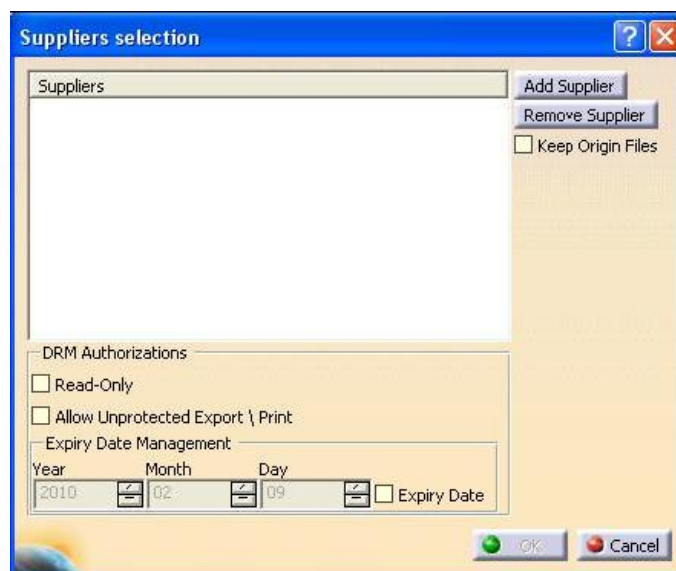 Suppliers selection
Suppliers
Add Supplier
Remove Supplier
Keep Origin Files
DRM Authorizations
Read-Only
Allow Unprotected Export \ Print
Expiry Date Management
Year Month Day
2010 02 09 Expiry Date
OK Cancel